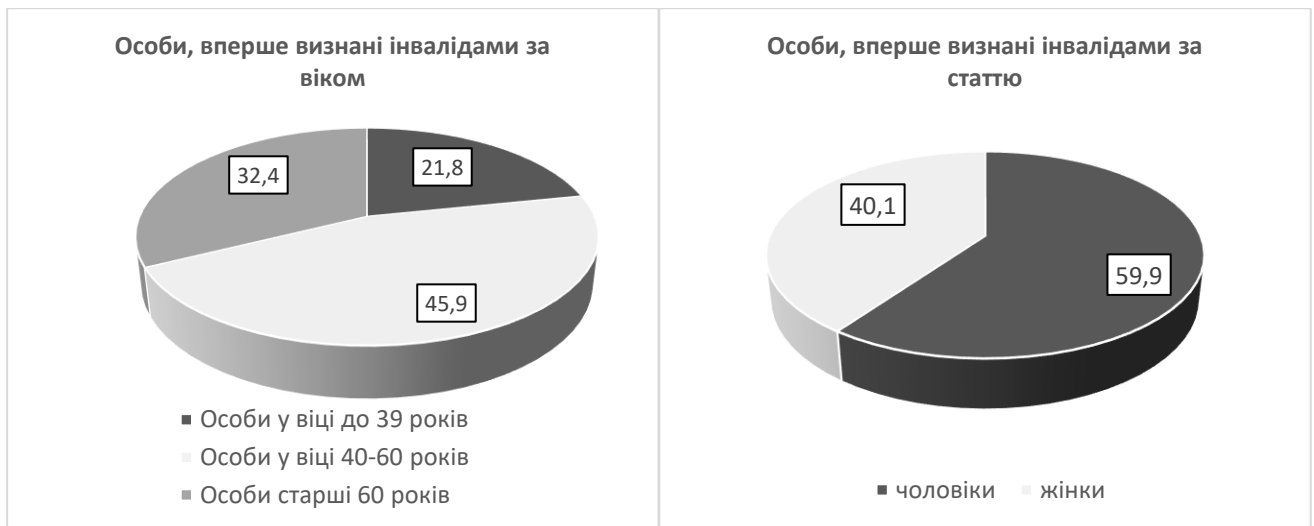 Особи, вперше визнані інвалідами за
віком
32,4
21,8
45,9
Особи у віці до 39 років
Особи у віці 40-60 років
Особи старші 60 років
Особи, вперше визнані інвалідами за
статтю
40,1
59,9
чоловіки жінки